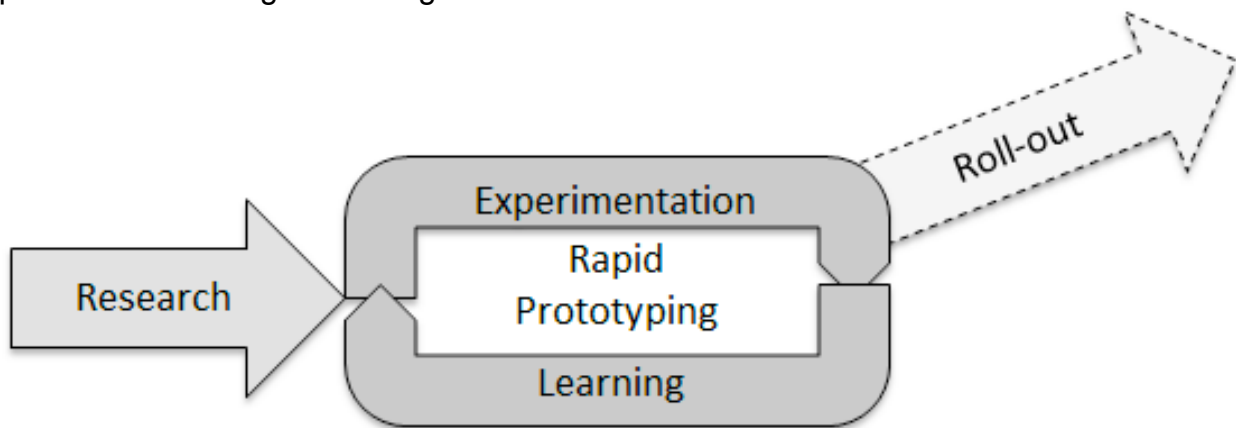 Roll-out
Experimentation
Rapid
Prototyping
Research
Learning